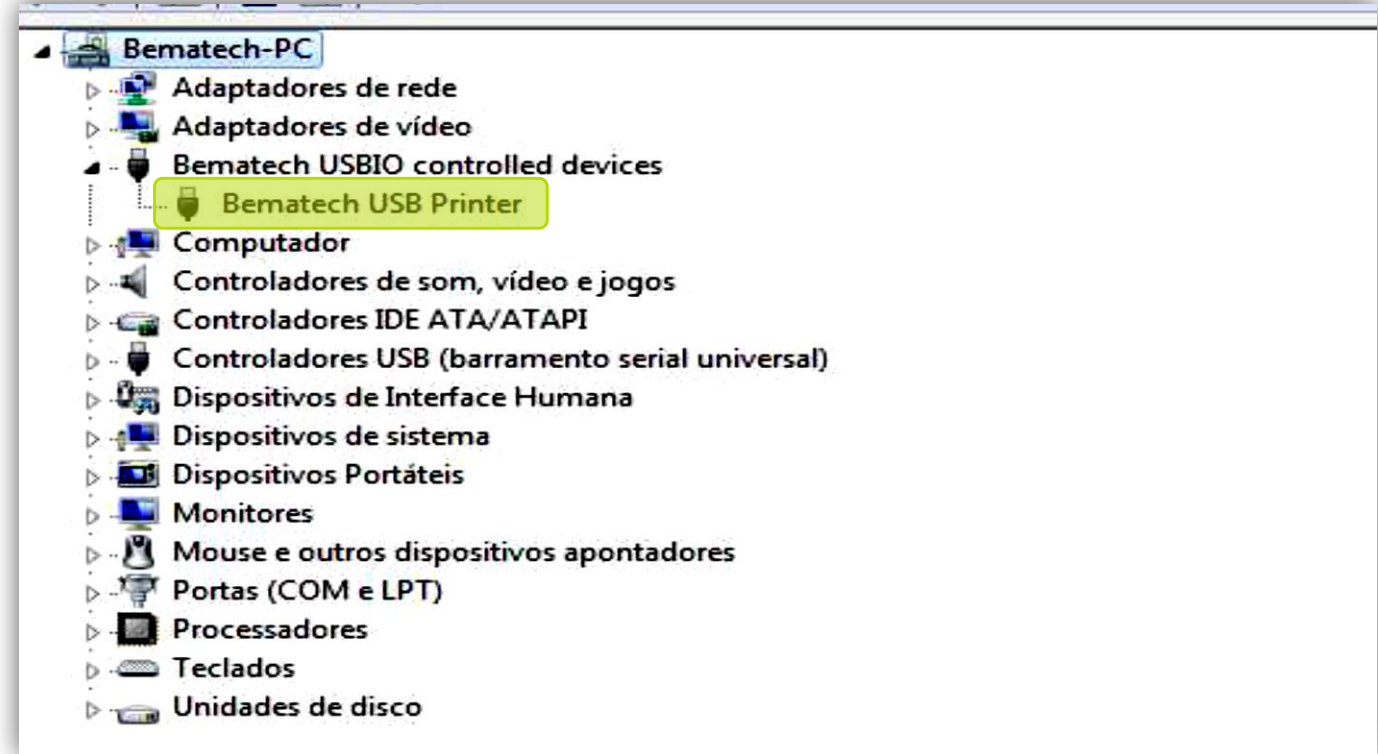 Bematech-PC
Adaptadores de rede
Adaptadores de vídeo
Bematech USBIO controlled devices
Bematech USB Printer
Computador
Controladores de som, vídeo e jogos
Controladores IDE ATA/ATAPI
Controladores USB (barramento serial universal)
Dispositivos de Interface Humana
Dispositivos de sistema
Dispositivos Portáteis
Monitores
Mouse e outros dispositivos apontadores
Portas (COM e LPT)
Processadores
Teclados
Unidades de disco